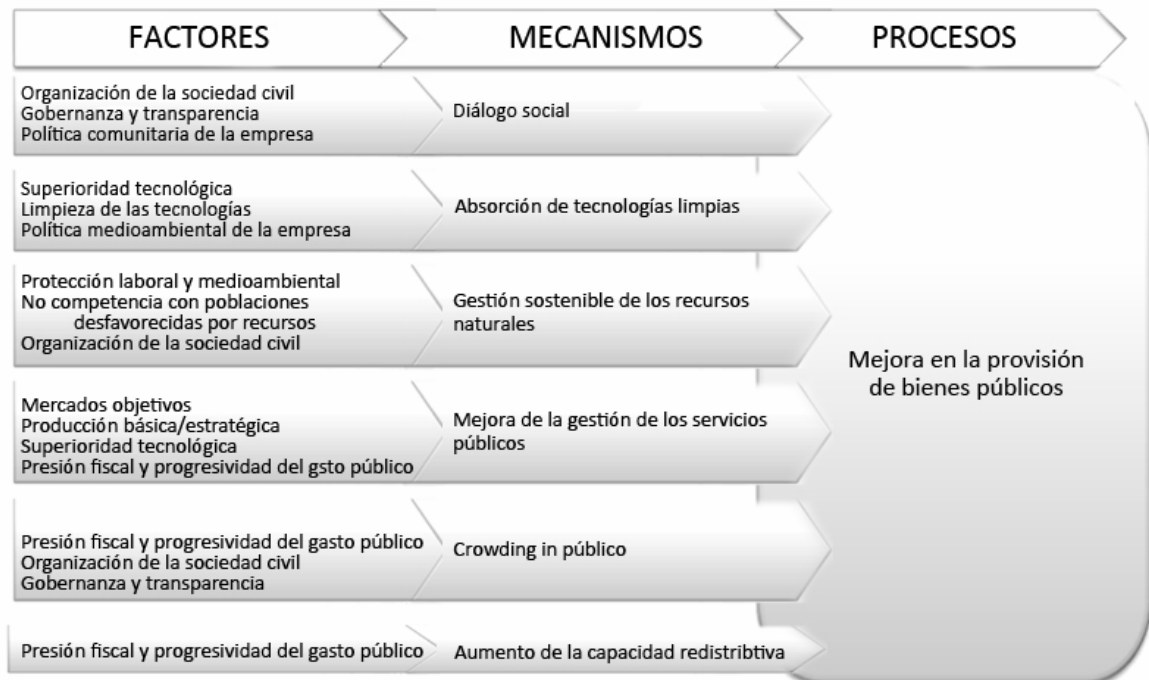 FACTORES
MECANISMOS
PROCESOS
Organización de la sociedad civil
Gobernanza y transparencia
Política comunitaria de la empresa
Diálogo social
Superioridad tecnológica
Limpieza de las tecnologías
Política medioambiental de la empresa
Absorción de tecnologías limpias
Protección laboral y medioambiental
No competencia con poblaciones
desfavorecidas por recursos
Organización de la sociedad civil
Gestión sostenible de los recursos
naturales
Mercados objetivos
Producción básica/estratégica
Superioridad tecnológica
Presión fiscal y progresividad del gsto público
Mejora de la gestión de los servicios
públicos
Presión fiscal y progresividad del gasto público
Organización de la sociedad civil
Gobernanza y transparencia
Crowding in público
Presión fiscal y progresividad del gasto público
Aumento de la capacidad redistribtiva
Mejora en la provisión
de bienes públicos